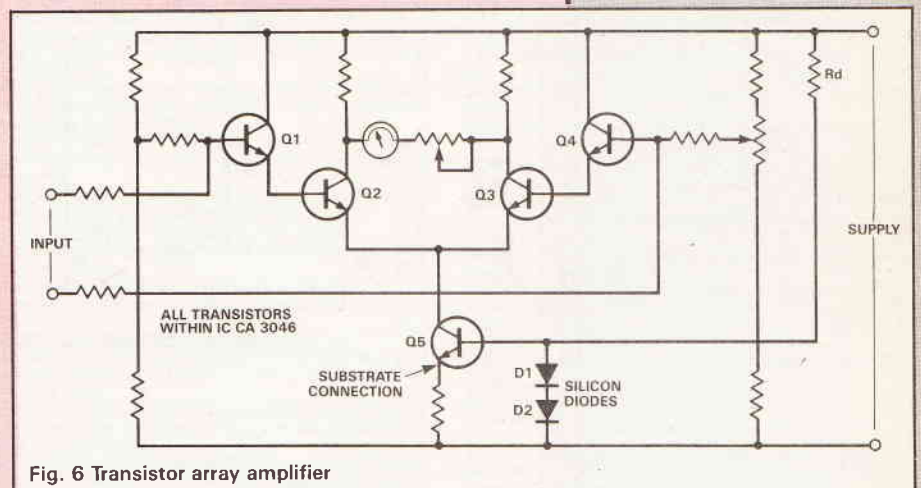 Rd
Q1
Q4
Q2
Q3
INPUT
SUPPLY
ALL TRANSISTORS
WITHIN IC CA 3046
Q5
SUBSTRATE
CONNECTION
D1
SILICON
DIODES
D2
Fig. 6 Transistor array amplifier